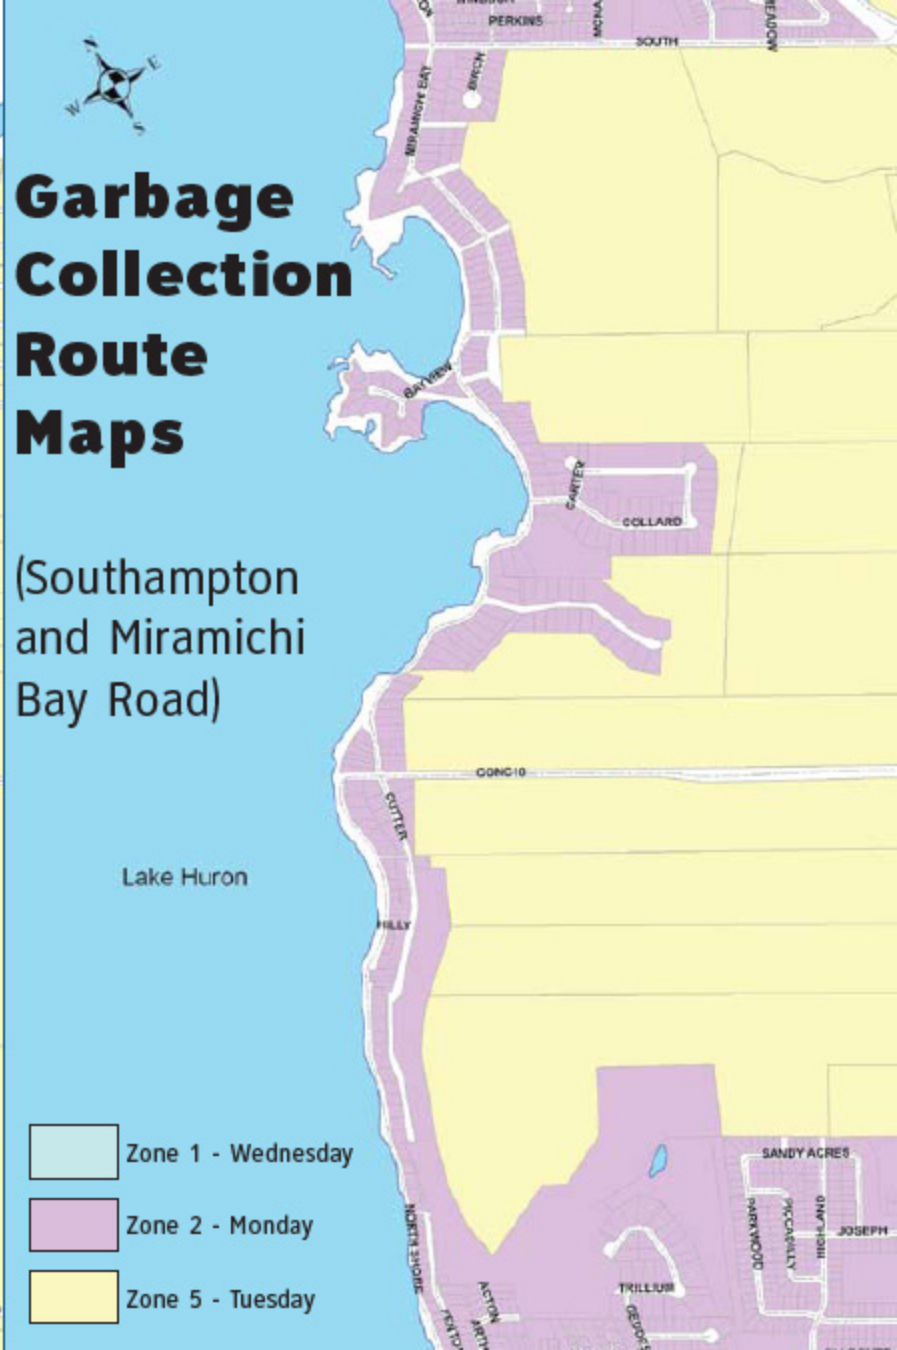 PERKINS
SOUTH
BIRCH
MIRAMICHI BAY
N
E
W
S
Garbage
Collection
Route
Maps
BAYVIEW
CARTER
COLLARD
(Southampton
and Miramichi
Bay Road)
CONC 10
CUTTER
Lake Huron
HILLY
Zone 1 - Wednesday
Zone 2 - Monday
Zone 5 - Tuesday
SANDY ACRES
PARKWOOD
PICCADILLY
HIGHLAND
JOSEPH
NORTH SHORE
TRILLIUM
ACTON